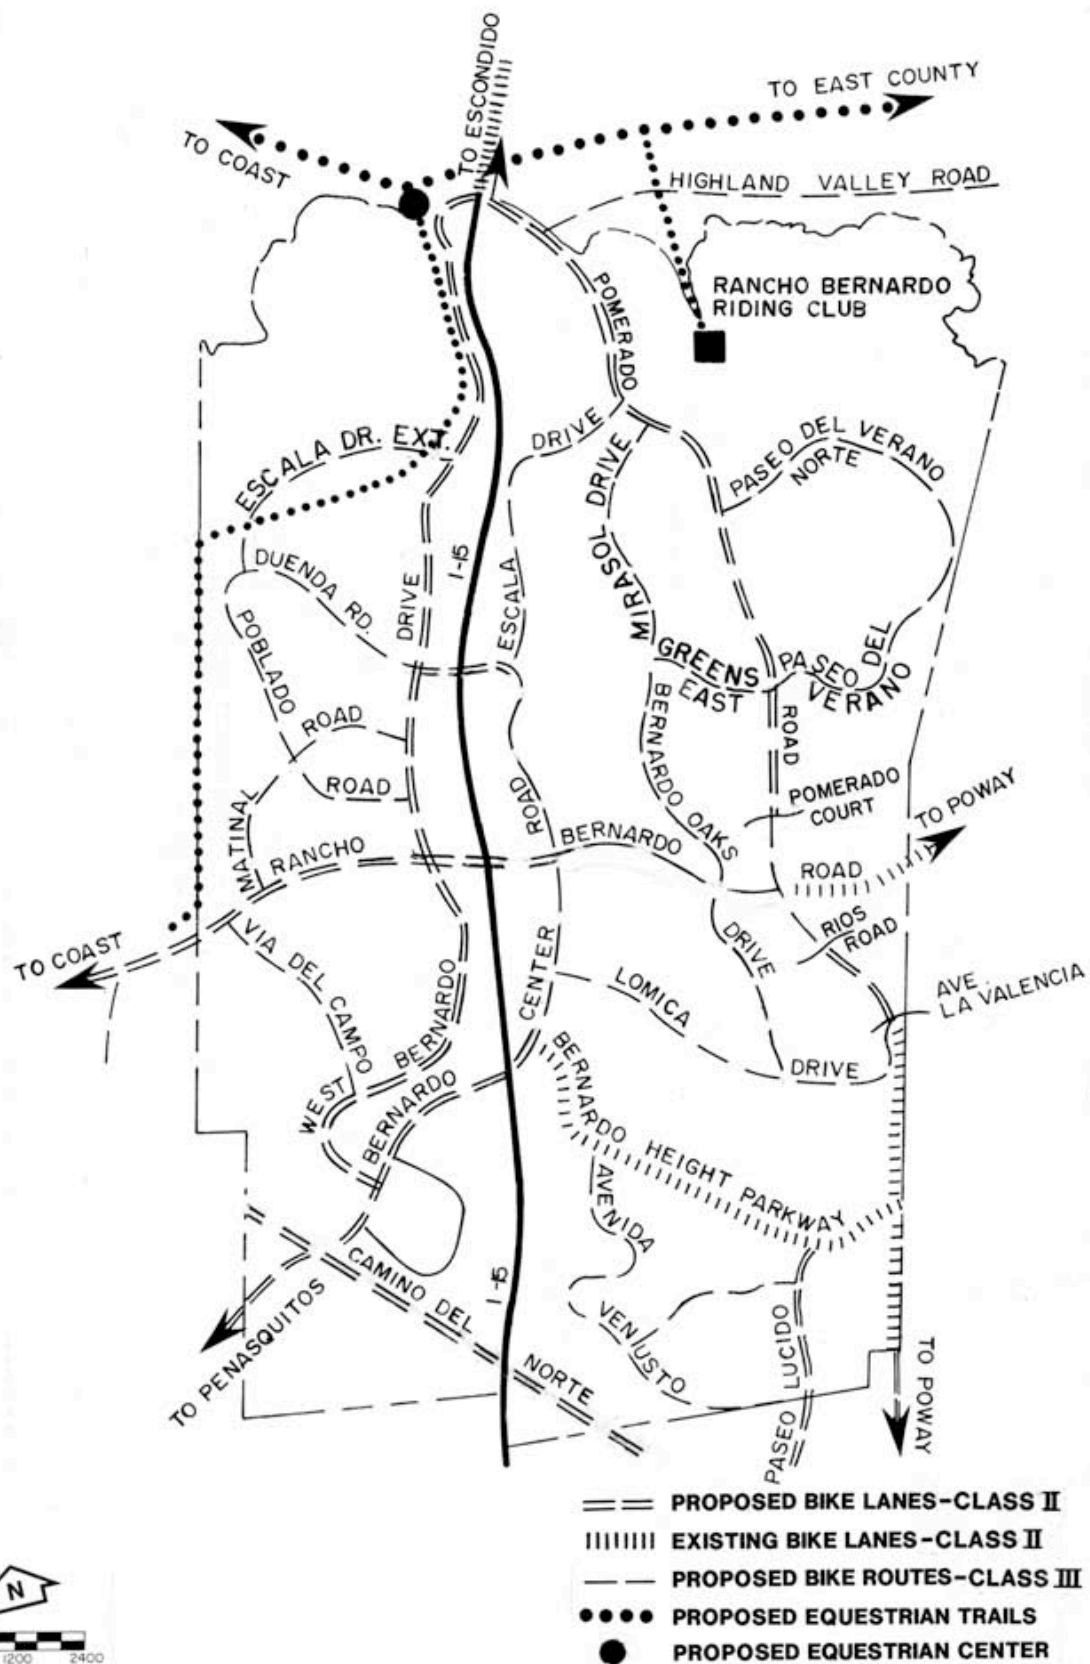 TO ESCONDIDO
TO EAST COUNTY
TO COAST
HIGHLAND VALLEY ROAD
RANCHO BERNARDO
RIDING CLUB
POMERADO
ESCALA DR. EXT.
DRIVE
MIRASOL DRIVE
PASEO DEL VERANO
NORTE
I-15
DUENDA RD.
DRIVE
ESCALA
POBLADO
GREENS
EAST
PASEO DEL
VERANO
ROAD
BERNARDO OAKS
ROAD
ROAD
ROAD
POMERADO
COURT
TO POWAY
MATINAL
RANCHO
BERNARDO
ROAD
TO COAST
VIA DEL CAMPO
BERNARDO
CENTER
LOMICA
DRIVE
RIOS
ROAD
AVE.
LA VALENCIA
DRIVE
WEST
BERNARDO
BERNARDO HEIGHT PARKWAY
AVENIDA
CAMINO DEL
I-15
VENUSTO
NORTE
PASEO LUCIDO
TO PENASQUITOS
TO POWAY
PROPOSED BIKE LANES-CLASS II
EXISTING BIKE LANES-CLASS II
PROPOSED BIKE ROUTES-CLASS III
PROPOSED EQUESTRIAN TRAILS
PROPOSED EQUESTRIAN CENTER
N
1200 2400